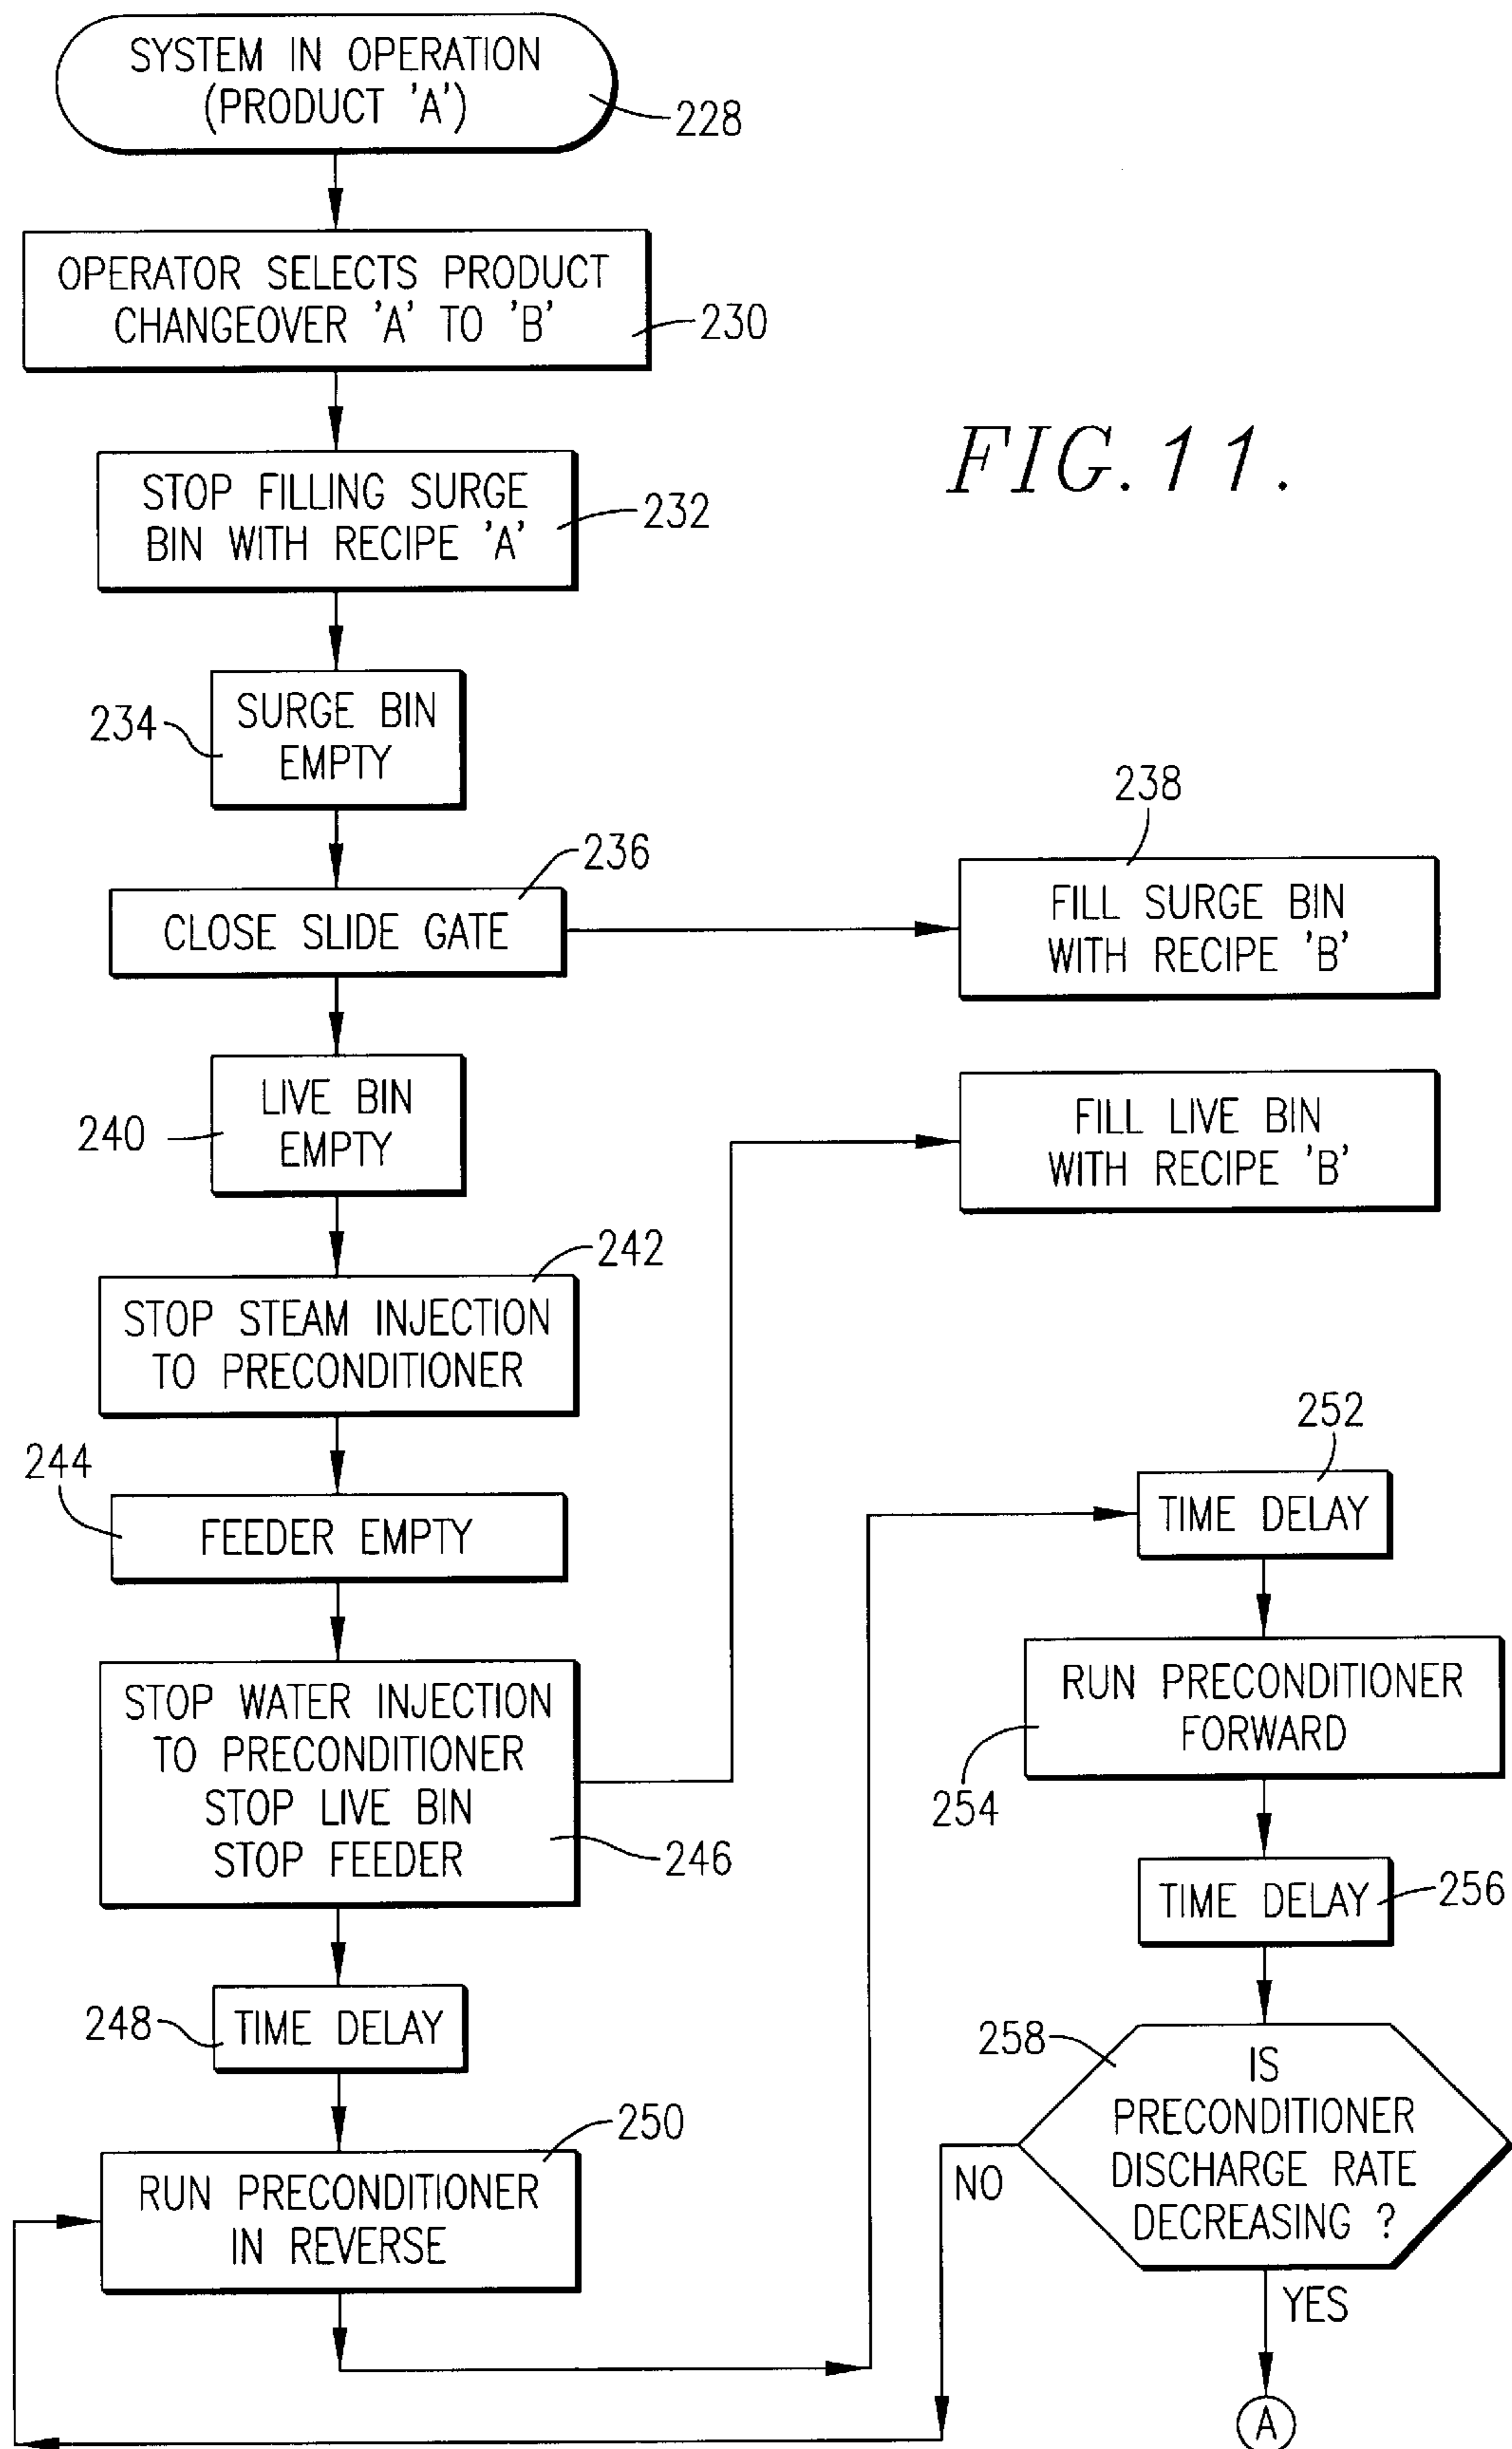 SYSTEM IN OPERATION
(PRODUCT 'A')
228
OPERATOR SELECTS PRODUCT
CHANGEOVER 'A' TO 'B'
230
FIG. 11.
STOP FILLING SURGE
BIN WITH RECIPE 'A'
232
SURGE BIN
EMPTY
234
CLOSE SLIDE GATE
236
238
FILL SURGE BIN
WITH RECIPE 'B'
LIVE BIN
EMPTY
240
FILL LIVE BIN
WITH RECIPE 'B'
242
STOP STEAM INJECTION
TO PRECONDITIONER
244
FEEDER EMPTY
STOP WATER INJECTION
TO PRECONDITIONER
STOP LIVE BIN
STOP FEEDER
246
248
TIME DELAY
250
RUN PRECONDITIONER
IN REVERSE
252
TIME DELAY
RUN PRECONDITIONER
FORWARD
254
TIME DELAY
256
258
IS
PRECONDITIONER
DISCHARGE RATE
DECREASING ?
NO
YES
A